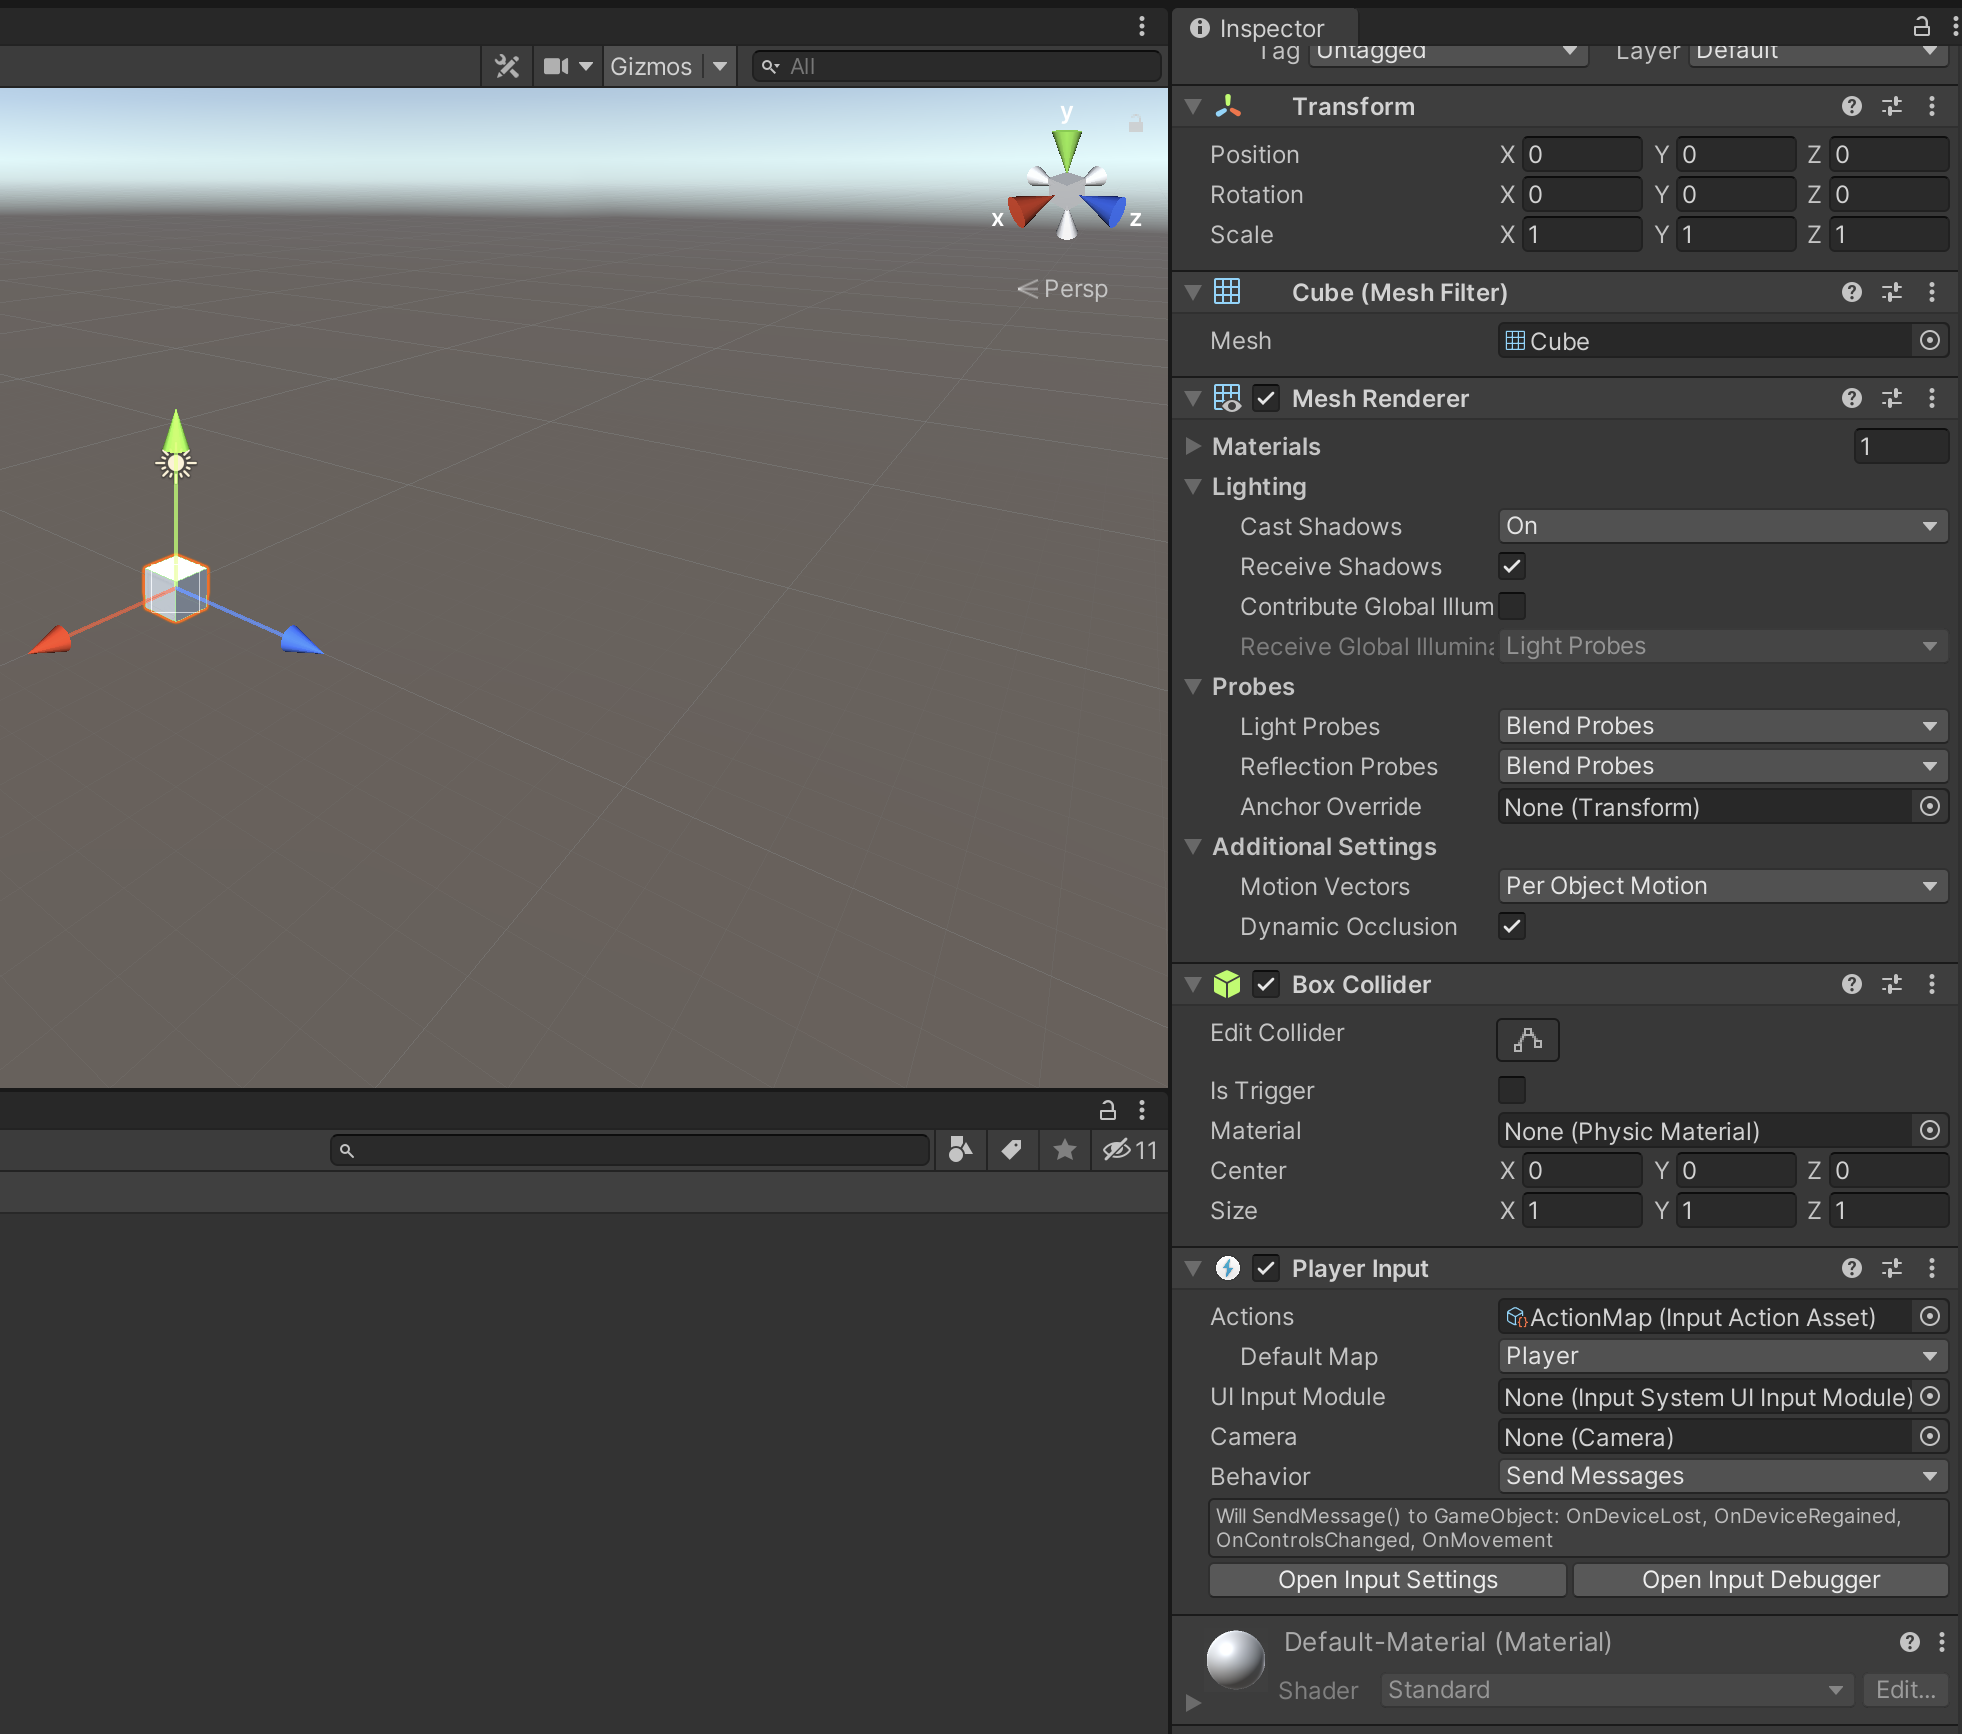 Inspector
Tag Untagged Layer Default
Gizmos All
y
x
z
Persp
Transform
Position X 0 Y 0 Z 0
Rotation X 0 Y 0 Z 0
Scale X 1 Y 1 Z 1
Cube (Mesh Filter)
Mesh Cube
Mesh Renderer
Materials 1
Lighting
Cast Shadows On
Receive Shadows
Contribute Global Illum
Receive Global Illumina Light Probes
Probes
Light Probes Blend Probes
Reflection Probes Blend Probes
Anchor Override None (Transform)
Additional Settings
Motion Vectors Per Object Motion
Dynamic Occlusion
Box Collider
Edit Collider
Is Trigger
Material None (Physic Material)
Center X 0 Y 0 Z 0
Size X 1 Y 1 Z 1
11
Player Input
Actions ActionMap (Input Action Asset)
Default Map Player
UI Input Module None (Input System UI Input Module)
Camera None (Camera)
Behavior Send Messages
Will SendMessage() to GameObject: OnDeviceLost, OnDeviceRegained,
OnControlsChanged, OnMovement
Open Input Settings Open Input Debugger
Default-Material (Material)
Shader Standard Edit...